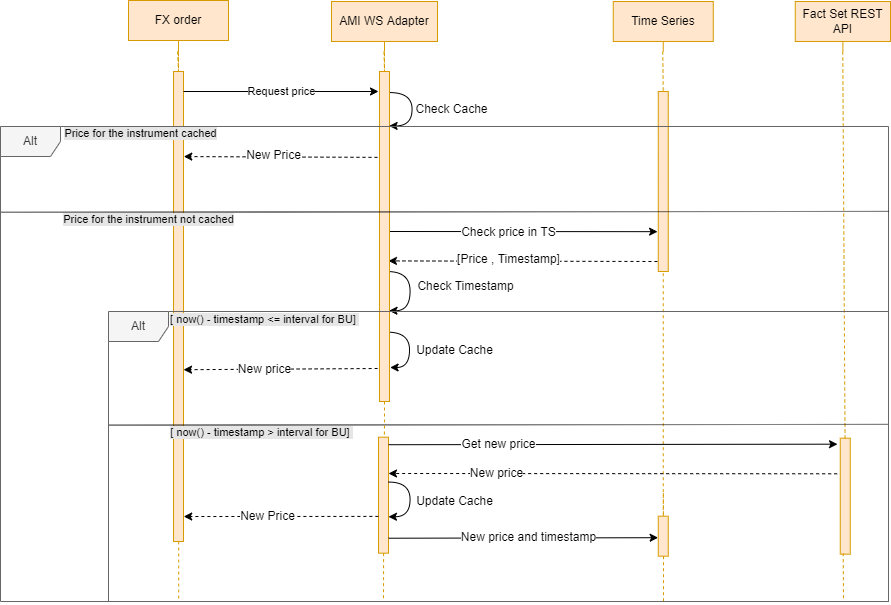 FX order
AMI WS Adapter
Time Series
Fact Set REST
API
Request price
Check Cache
Alt
Price for the instrument cached
New Price
Price for the instrument not cached
Check price in TS
[Price , Timestamp]
Check Timestamp
Alt
[ now() - timestamp <= interval for BU]
Update Cache
New price
[ now() - timestamp > interval for BU]
Get new price
New price
Update Cache
New Price
New price and timestamp